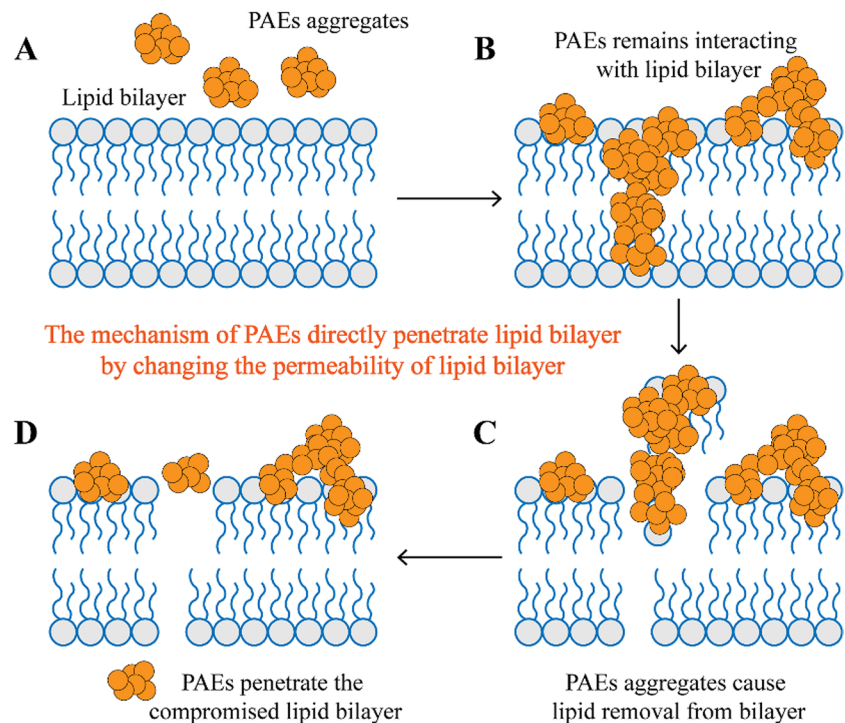 A
PAEs aggregates
Lipid bilayer
B
PAEs remains interacting
with lipid bilayer
The mechanism of PAEs directly penetrate lipid bilayer
by changing the permeability of lipid bilayer
D
C
PAEs penetrate the
compromised lipid bilayer
PAEs aggregates cause
lipid removal from bilayer